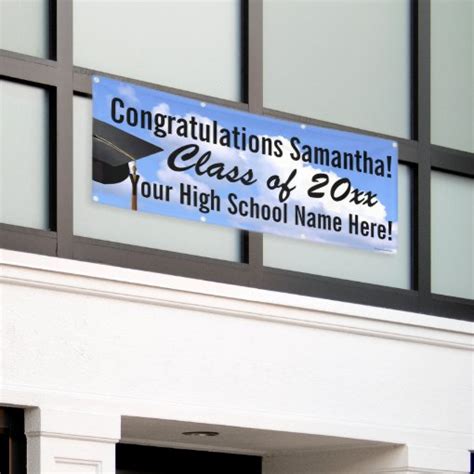 Congratulations Samantha!
Class of 20xx
Your High School Name Here!